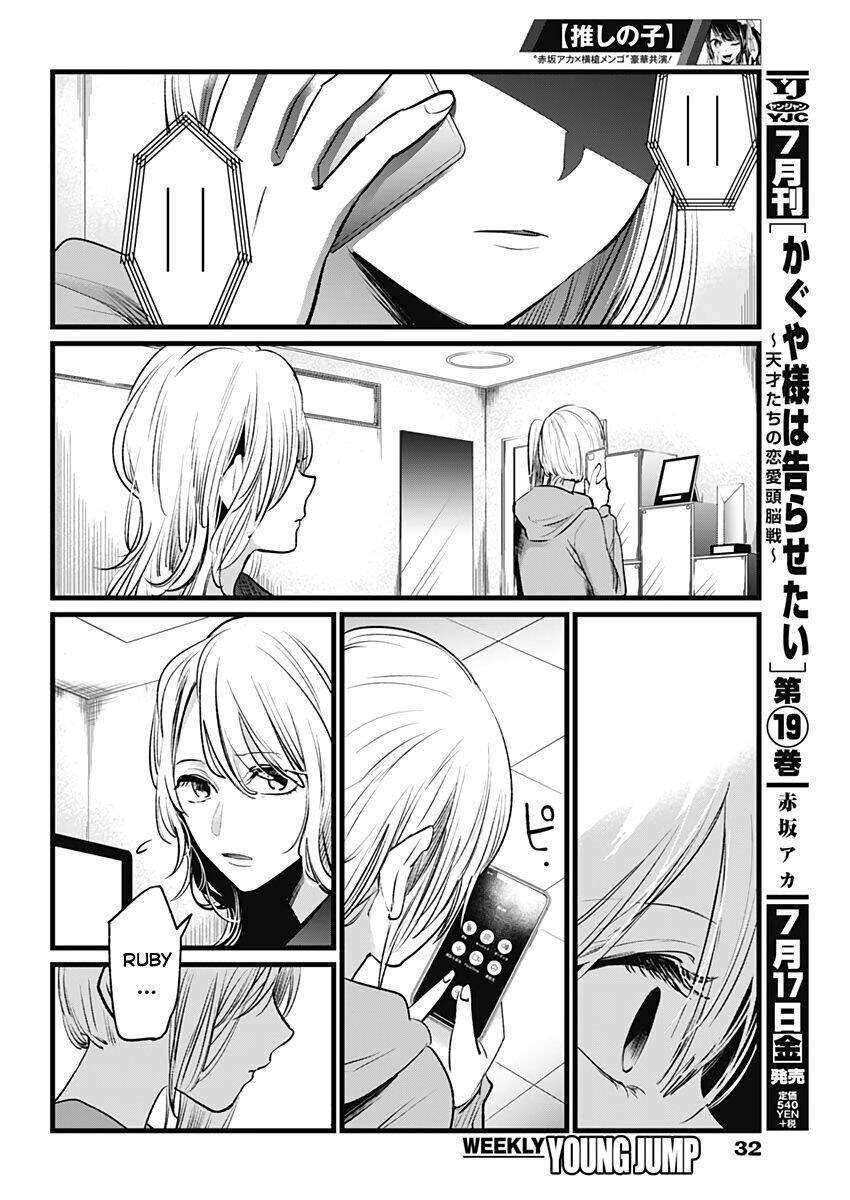 【推しの子】
“赤坂アカ×横槍メンゴ”豪華共演!
YJ
ヤンジャン
YJC
7月刊
[かぐや様は告らせたい]
～天才たちの恋愛頭脳戦～
第⑲巻
赤坂アカ
7月17日金
発売
定価
540
YEN
+税
ピ.
RUBY
...
WEEKLY YOUNG JUMP
32